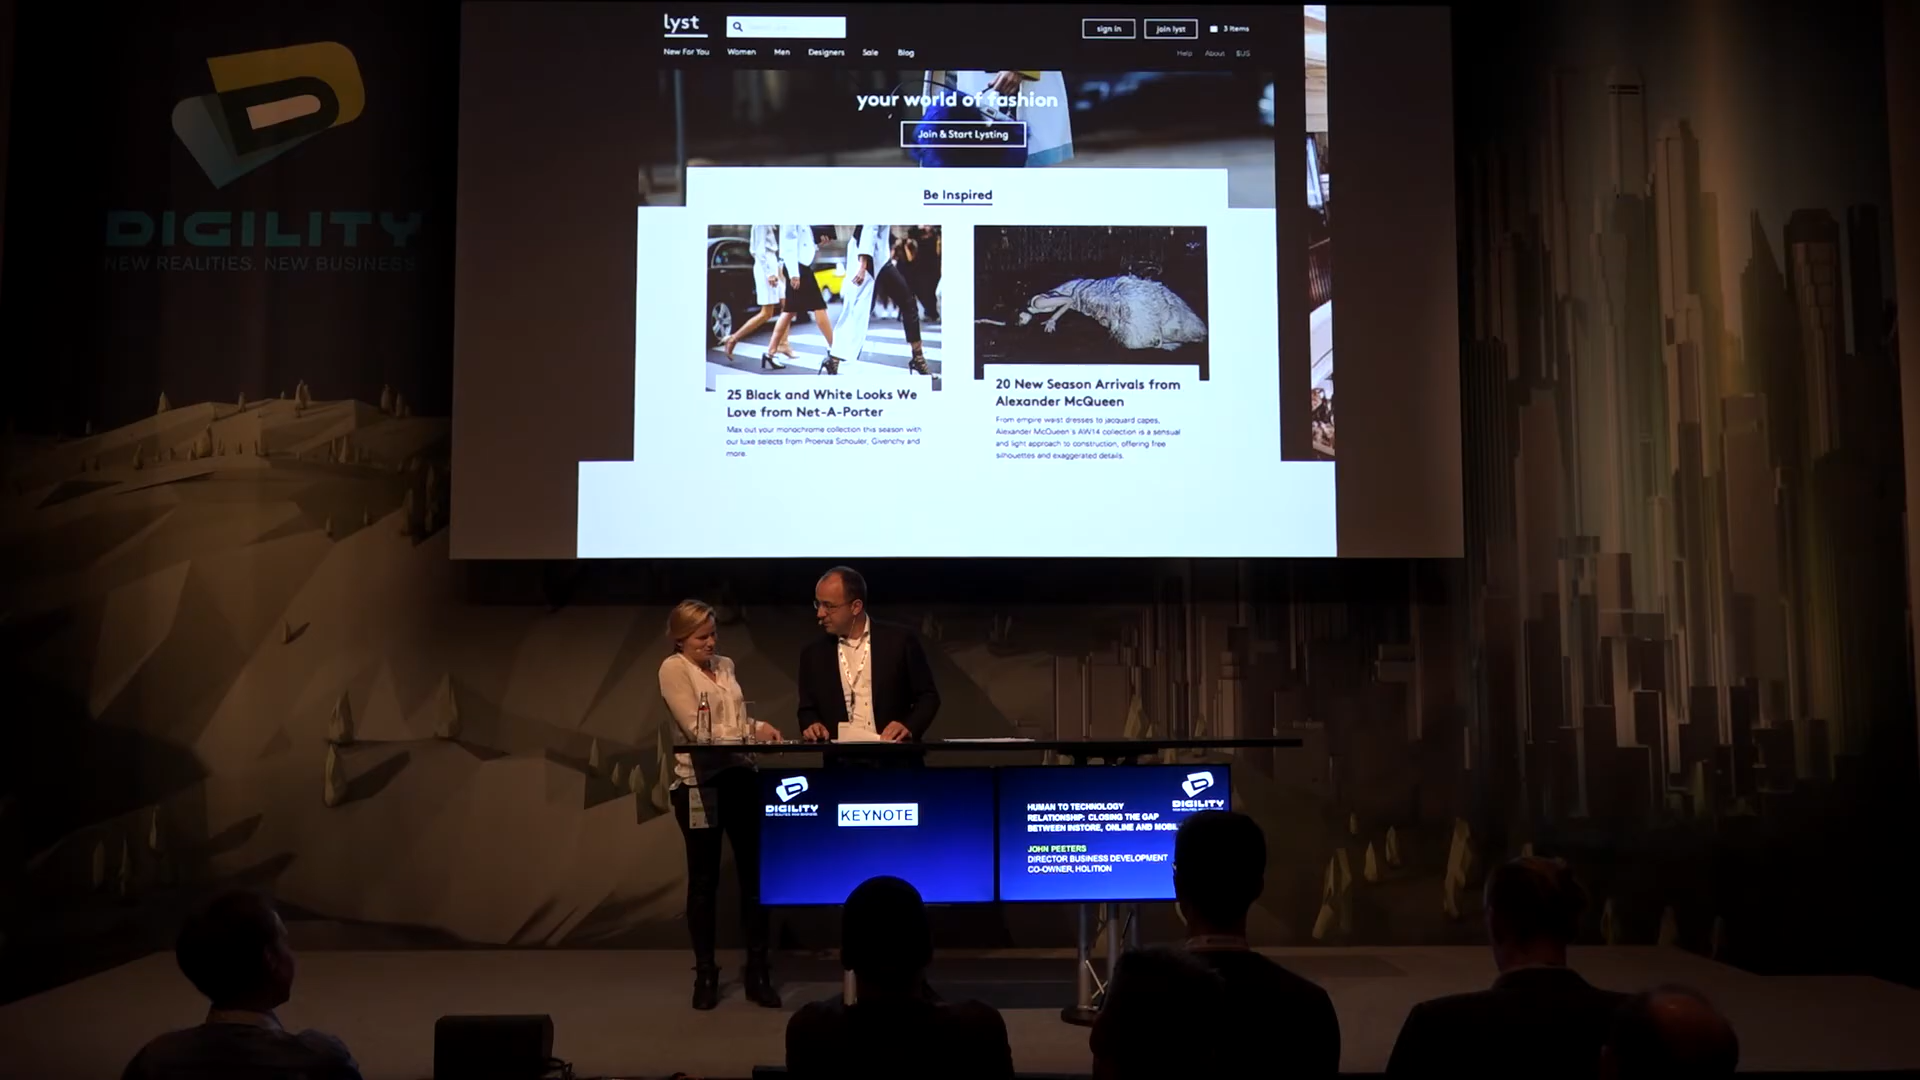 lyst
sign in
join lyst
3 items
New For You
Women
Men
Designers
Sale
Blog
Help
About
$US
your world of fashion
Join & Start Lysting
Be Inspired
25 Black and White Looks We
Love from Net-A-Porter
Max out your monochrome collection this season with
our luxe selects from Proenza Schouler, Givenchy and
more.
20 New Season Arrivals from
Alexander McQueen
From empire waist dresses to jacquard capes,
Alexander McQueen's AW14 collection is a sensual
and light approach to construction, offering free
silhouettes and exaggerated details.
DIGILITY
NEW REALITIES. NEW BUSINESS
DIGILITY
NEW REALITIES. NEW BUSINESS
KEYNOTE
DIGILITY
HUMAN TO TECHNOLOGY
RELATIONSHIP: CLOSING THE GAP
BETWEEN INSTORE, ONLINE AND MOBIL
JOHN PEETERS
DIRECTOR BUSINESS DEVELOPMENT
CO-OWNER, HOLITION